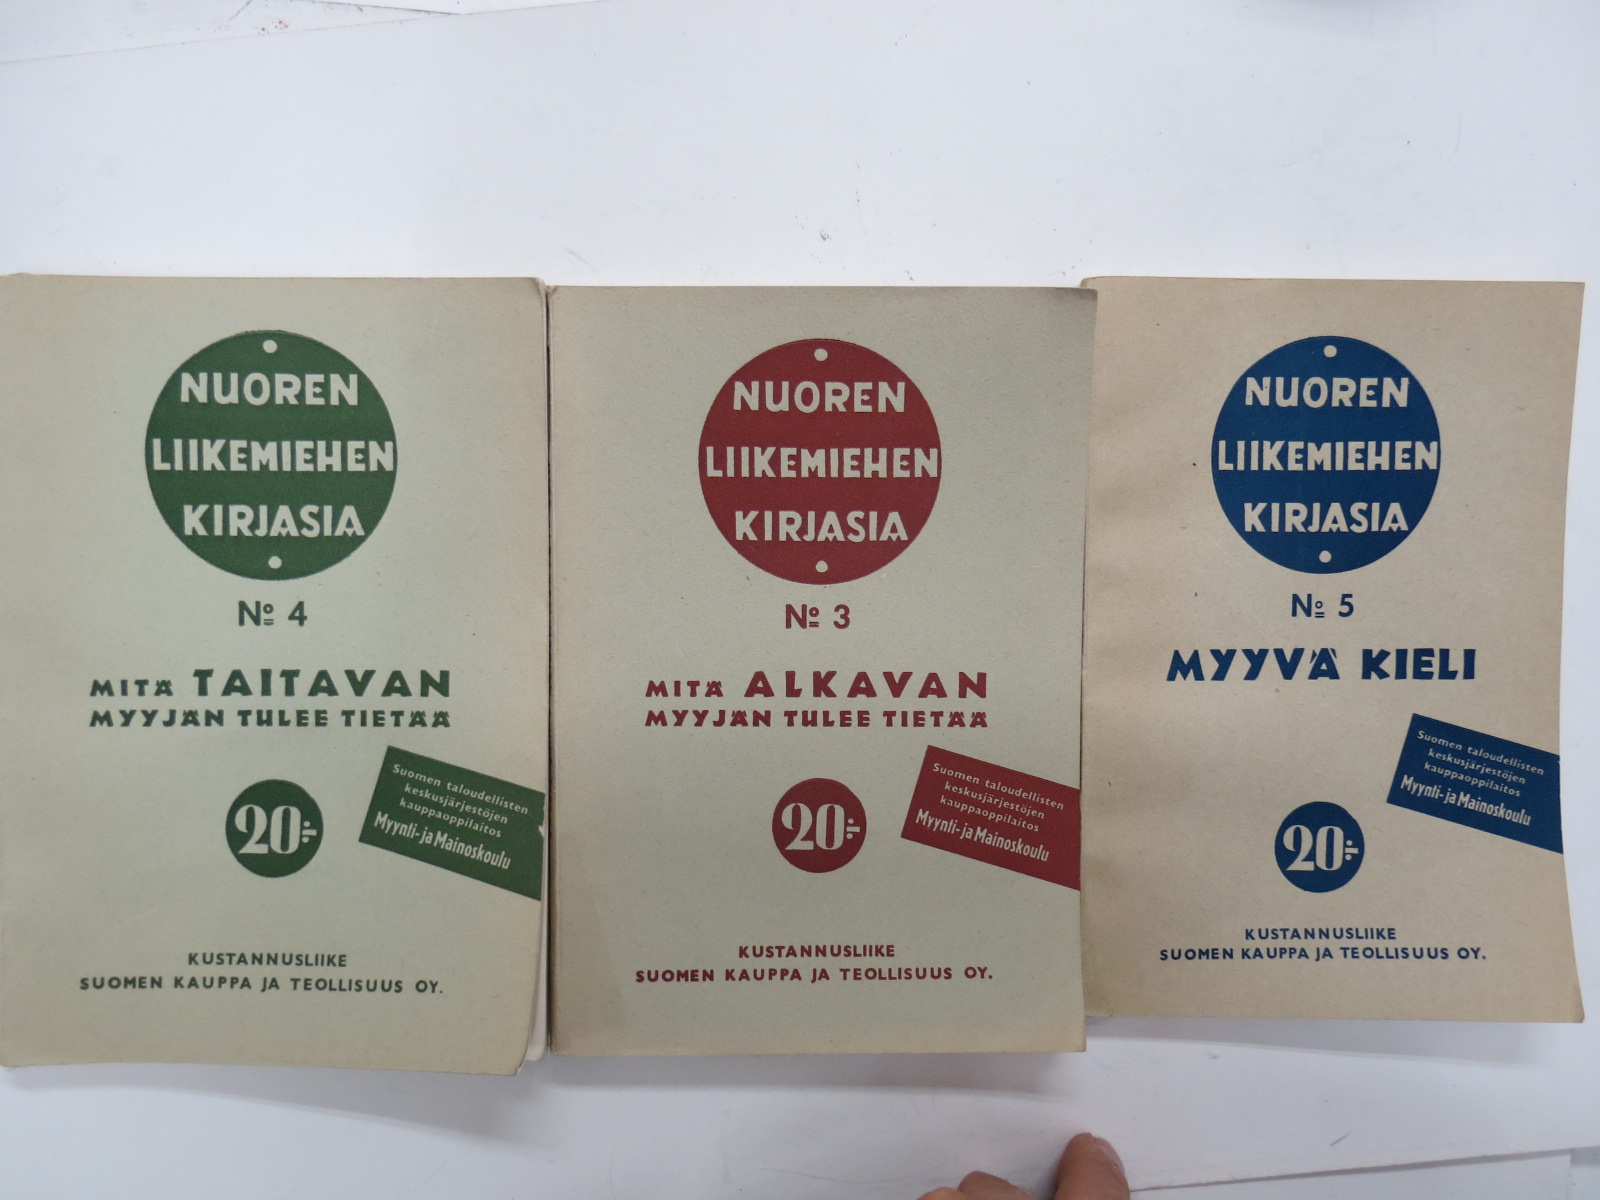 NUOREN
LIIKEMIEHEN
KIRJASIA
Nº 4
MITÄ TAITAVAN
MYYJÄN TULEE TIETÄÄ
Suomen taloudellisten
keskusjärjestöjen
kauppaoppilaitos
Myynti- ja Mainoskoulu
20:-
KUSTANNUSLIIKE
SUOMEN KAUPPA JA TEOLLISUUS OY.
NUOREN
LIIKEMIEHEN
KIRJASIA
Nº 3
MITÄ ALKAVAN
MYYJÄN TULEE TIETÄÄ
Suomen taloudellisten
keskusjärjestöjen
kauppaoppilaitos
Myynti- ja Mainoskoulu
20:-
KUSTANNUSLIIKE
SUOMEN KAUPPA JA TEOLLISUUS OY.
NUOREN
LIIKEMIEHEN
KIRJASIA
Nº 5
MYYVÄ KIELI
Suomen taloudellisten
keskusjärjestöjen
kauppaoppilaitos
Myynti- ja Mainoskoulu
20:-
KUSTANNUSLIIKE
SUOMEN KAUPPA JA TEOLLISUUS OY.